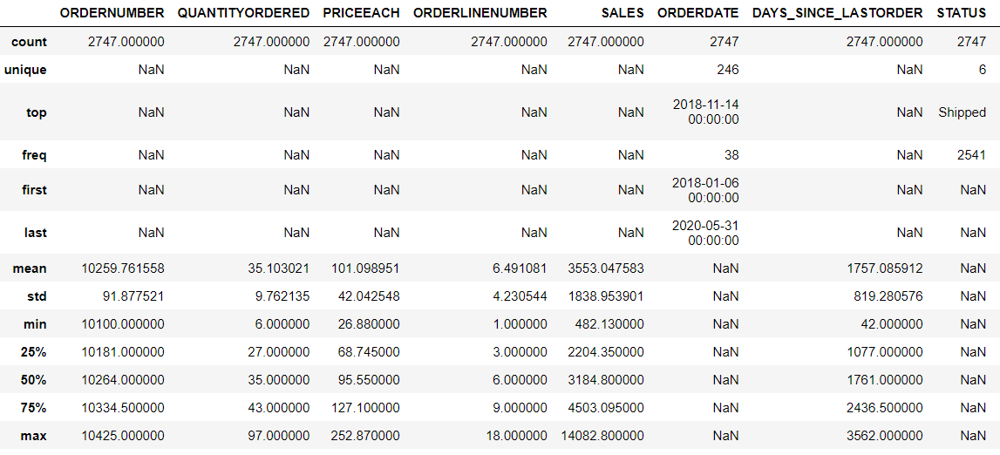 ORDERNUMBER QUANTITYORDERED PRICEEACH ORDERLINENUMBER SALES ORDERDATE DAYS_SINCE_LASTORDER STATUS
count 2747.000000 2747.000000 2747.000000 2747.000000 2747.000000 2747 2747.000000 2747
unique NaN NaN NaN NaN NaN 246 NaN 6
top NaN NaN NaN NaN NaN 2018-11-14 00:00:00 NaN Shipped
freq NaN NaN NaN NaN NaN 38 NaN 2541
first NaN NaN NaN NaN NaN 2018-01-06 00:00:00 NaN NaN
last NaN NaN NaN NaN NaN 2020-05-31 00:00:00 NaN NaN
mean 10259.761558 35.103021 101.098951 6.491081 3553.047583 NaN 1757.085912 NaN
std 91.877521 9.762135 42.042548 4.230544 1838.953901 NaN 819.280576 NaN
min 10100.000000 6.000000 26.880000 1.000000 482.130000 NaN 42.000000 NaN
25% 10181.000000 27.000000 68.745000 3.000000 2204.350000 NaN 1077.000000 NaN
50% 10264.000000 35.000000 95.550000 6.000000 3184.800000 NaN 1761.000000 NaN
75% 10334.500000 43.000000 127.100000 9.000000 4503.095000 NaN 2436.500000 NaN
max 10425.000000 97.000000 252.870000 18.000000 14082.800000 NaN 3562.000000 NaN